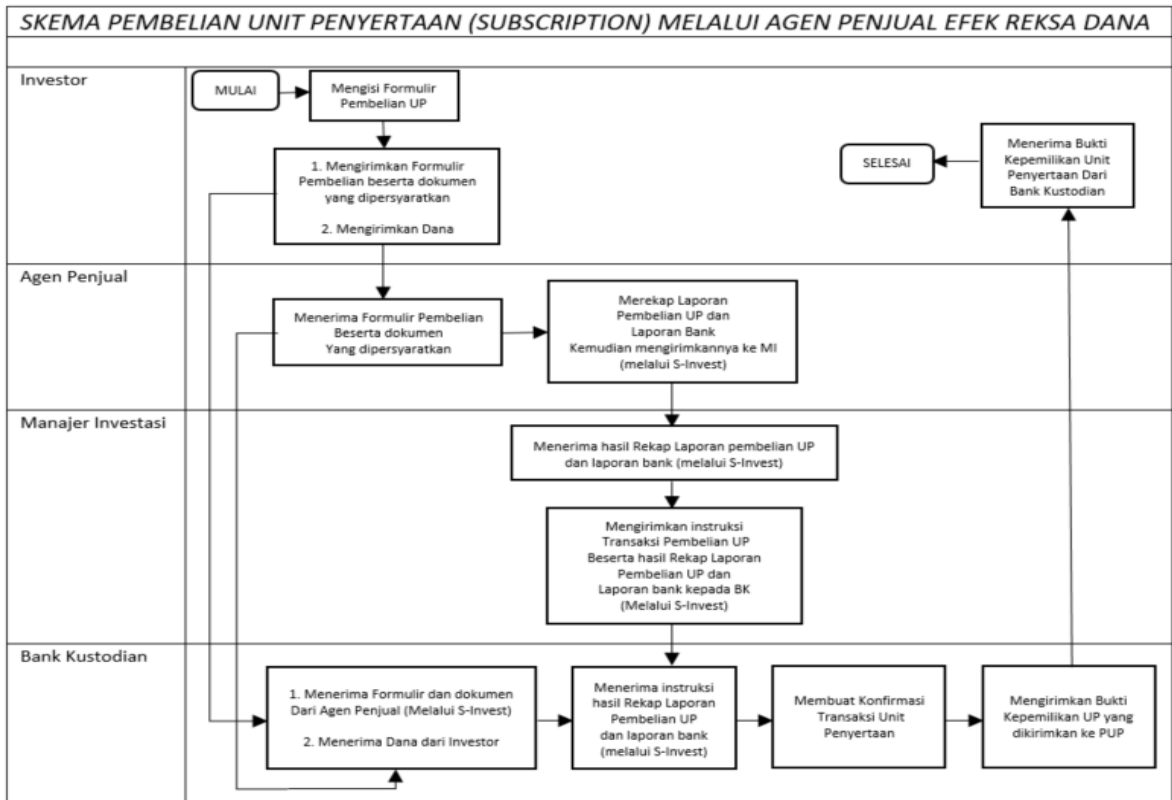 SKEMA PEMBELIAN UNIT PENYERTAAN (SUBSCRIPTION) MELALUI AGEN PENJUAL EFEK REKSA DANA
Investor
MULAI
Mengisi Formulir
Pembelian UP
1. Mengirimkan Formulir
Pembelian beserta dokumen
yang dipersyaratkan
2. Mengirimkan Dana
SELESAI
Menerima Bukti
Kepemilikan Unit
Penyertaan Dari
Bank Kustodian
Agen Penjual
Menerima Formulir Pembelian
Beserta dokumen
Yang dipersyaratkan
Merekap Laporan
Pembelian UP dan
Laporan Bank
Kemudian mengirimkannya ke MI
(melalui S-Invest)
Manajer Investasi
Menerima hasil Rekap Laporan pembelian UP
dan laporan bank (melalui S-Invest)
Mengirimkan instruksi
Transaksi Pembelian UP
Beserta hasil Rekap Laporan
Pembelian UP dan
Laporan bank kepada BK
(Melalui S-Invest)
Bank Kustodian
1. Menerima Formulir dan dokumen
Dari Agen Penjual (Melalui S-Invest)
2. Menerima Dana dari Investor
Menerima instruksi
hasil Rekap Laporan
Pembelian UP
dan laporan bank
(melalui S-Invest)
Membuat Konfirmasi
Transaksi Unit
Penyertaan
Mengirimkan Bukti
Kepemilikan UP yang
dikirimkan ke PUP